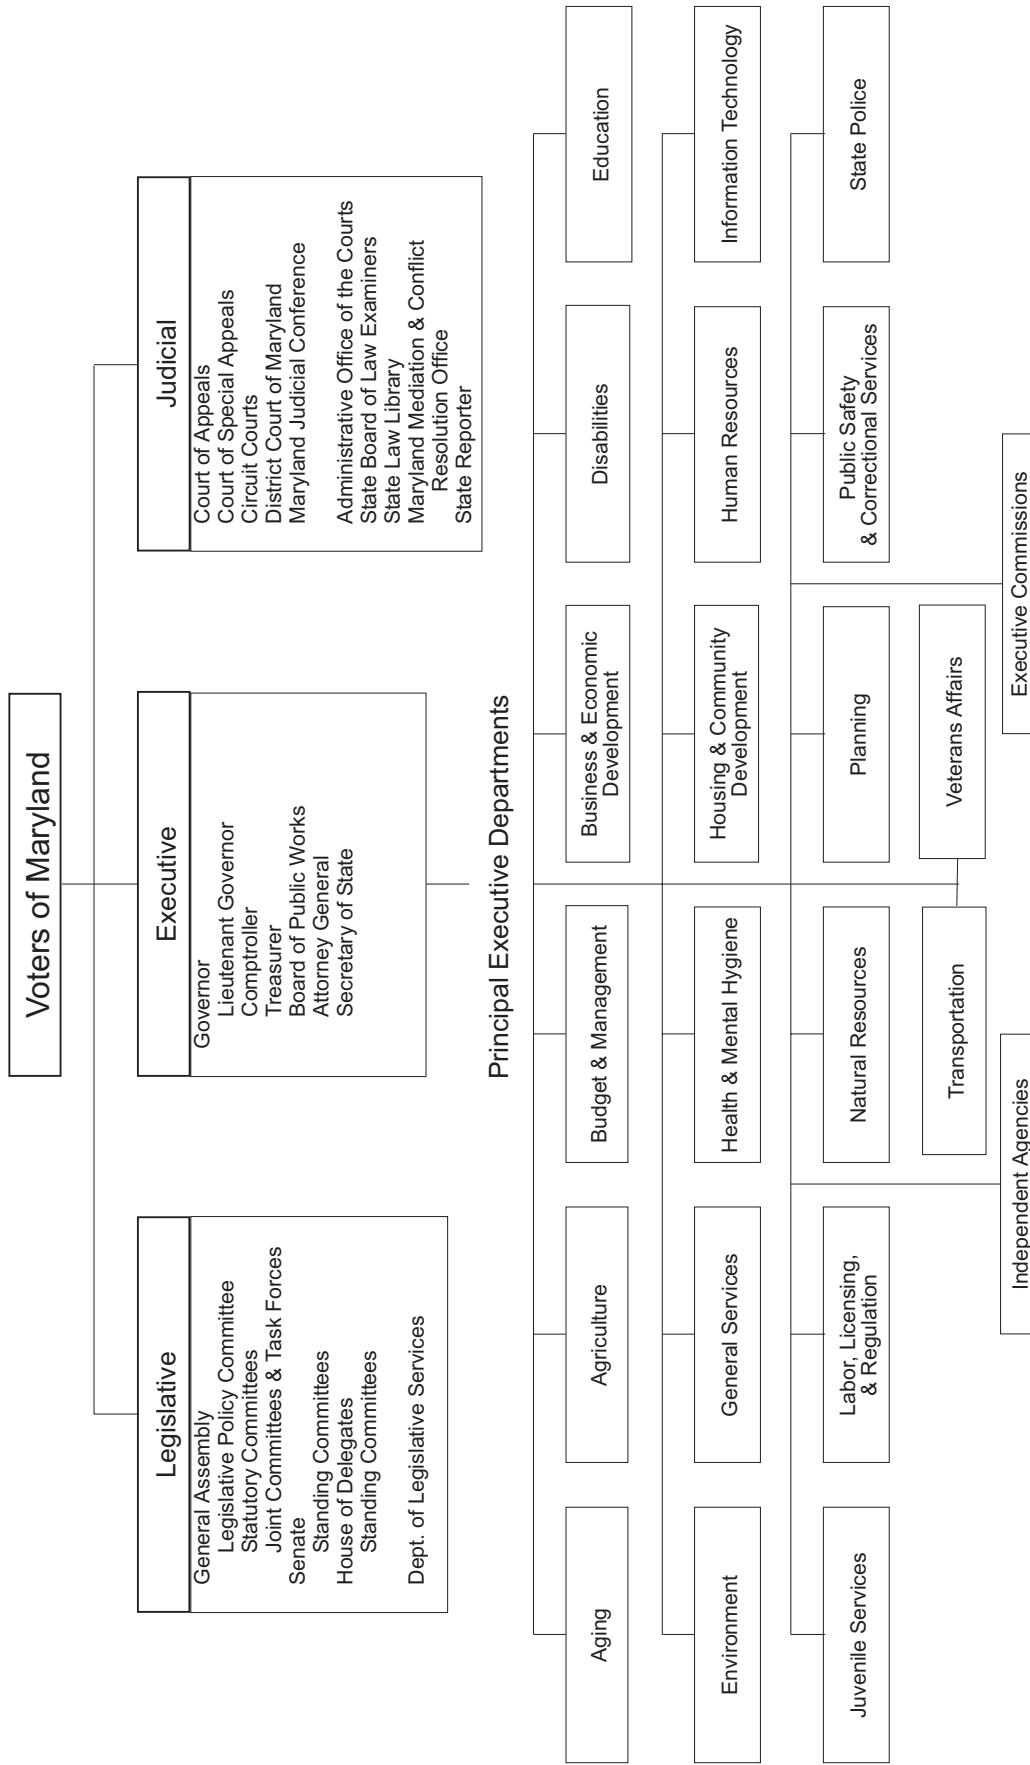 Voters of Maryland
Legislative
General Assembly
Legislative Policy Committee
Statutory Committees
Joint Committees & Task Forces
Senate
Standing Committees
House of Delegates
Standing Committees
Dept. of Legislative Services
Executive
Governor
Lieutenant Governor
Comptroller
Treasurer
Board of Public Works
Attorney General
Secretary of State
Judicial
Court of Appeals
Court of Special Appeals
Circuit Courts
District Court of Maryland
Maryland Judicial Conference
Administrative Office of the Courts
State Board of Law Examiners
State Law Library
Maryland Mediation & Conflict
Resolution Office
State Reporter
Principal Executive Departments
Aging
Agriculture
Budget & Management
Business & Economic
Development
Disabilities
Education
Environment
General Services
Health & Mental Hygiene
Housing & Community
Development
Human Resources
Information Technology
Juvenile Services
Labor, Licensing,
& Regulation
Natural Resources
Planning
Public Safety
& Correctional Services
State Police
Transportation
Veterans Affairs
Independent Agencies
Executive Commissions